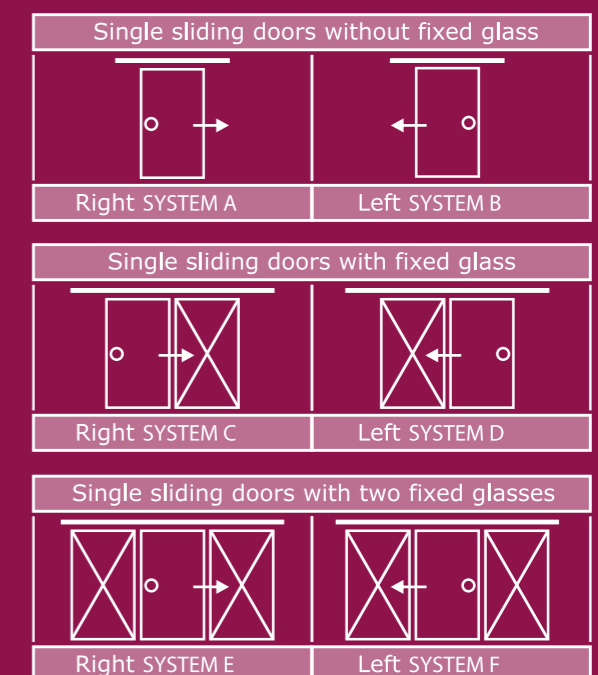 Single sliding doors without fixed glass
Right SYSTEM A
Left SYSTEM B
Single sliding doors with fixed glass
Right SYSTEM C
Left SYSTEM D
Single sliding doors with two fixed glasses
Right SYSTEM E
Left SYSTEM F